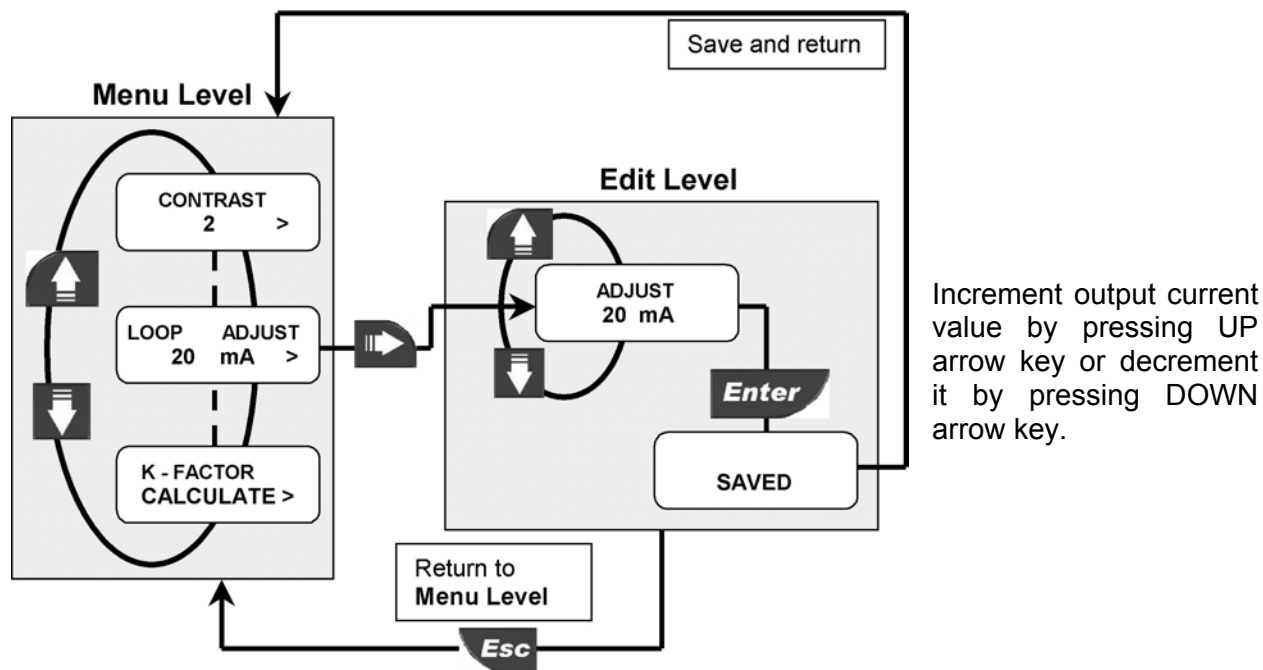 Save and return
Menu Level
CONTRAST
2 >
LOOP ADJUST
20 mA >
K - FACTOR
CALCULATE >
Edit Level
ADJUST
20 mA
Enter
SAVED
Return to
Menu Level
Esc
Increment output current
value by pressing UP
arrow key or decrement
it by pressing DOWN
arrow key.